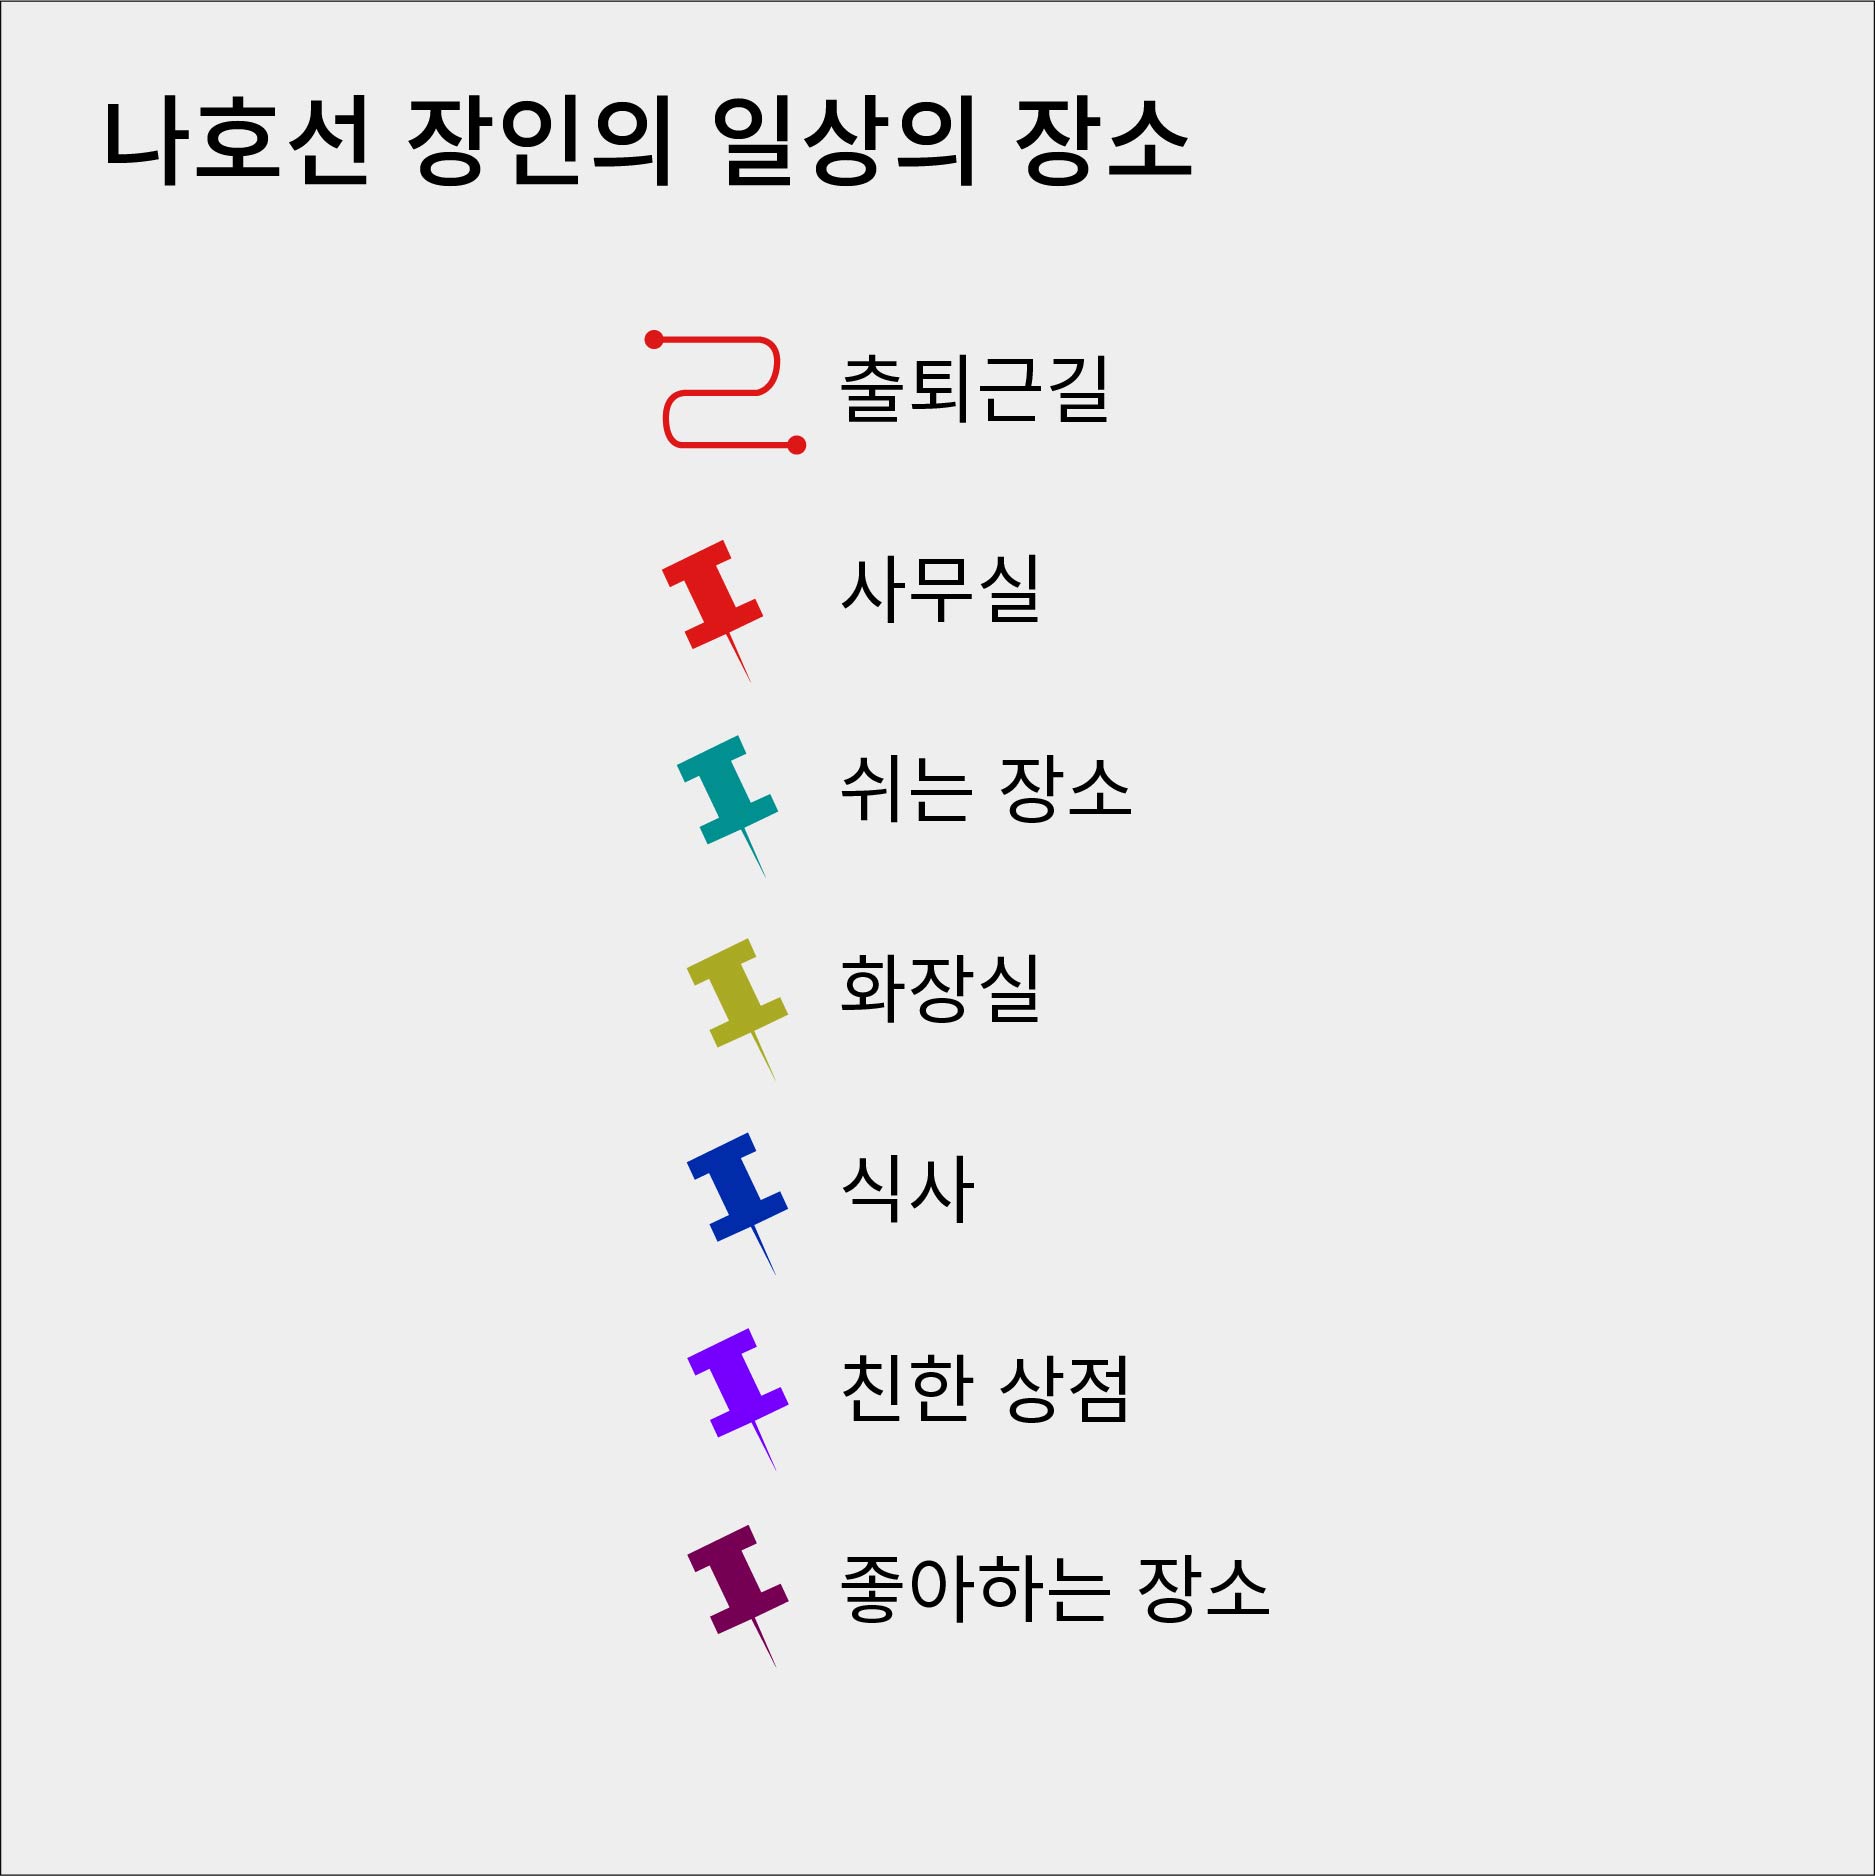 나호선 장인의 일상의 장소
출퇴근길
사무실
쉬는 장소
화장실
식사
친한 상점
좋아하는 장소